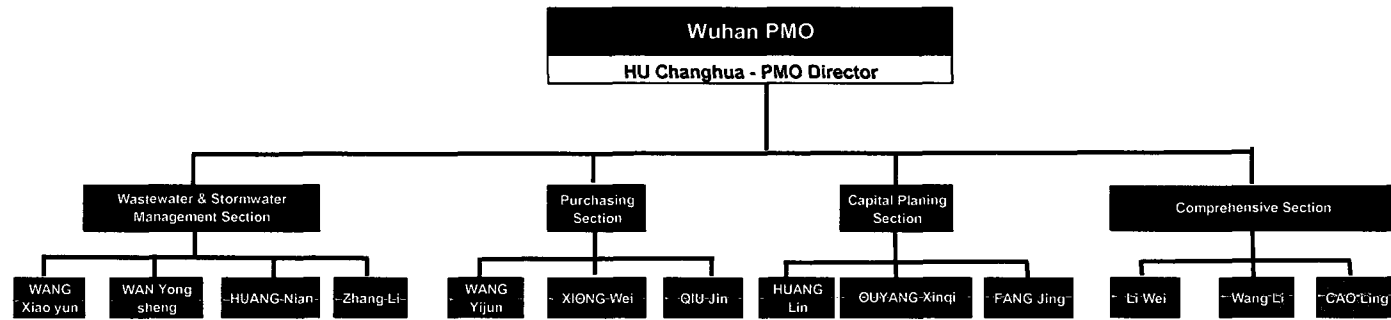 Wuhan PMO
HU Changhua - PMO Director
Wastewater & Stormwater
Management Section
Purchasing
Section
Capital Planing
Section
Comprehensive Section
WANG
Xiao yun
WAN Yong
sheng
HUANG Nian
Zhang Li
WANG
Yijun
XIONG Wei
QIU Jin
HUANG
Lin
OUYANG Xinqi
FANG Jing
Li Wei
Wang Li
CAO Ling